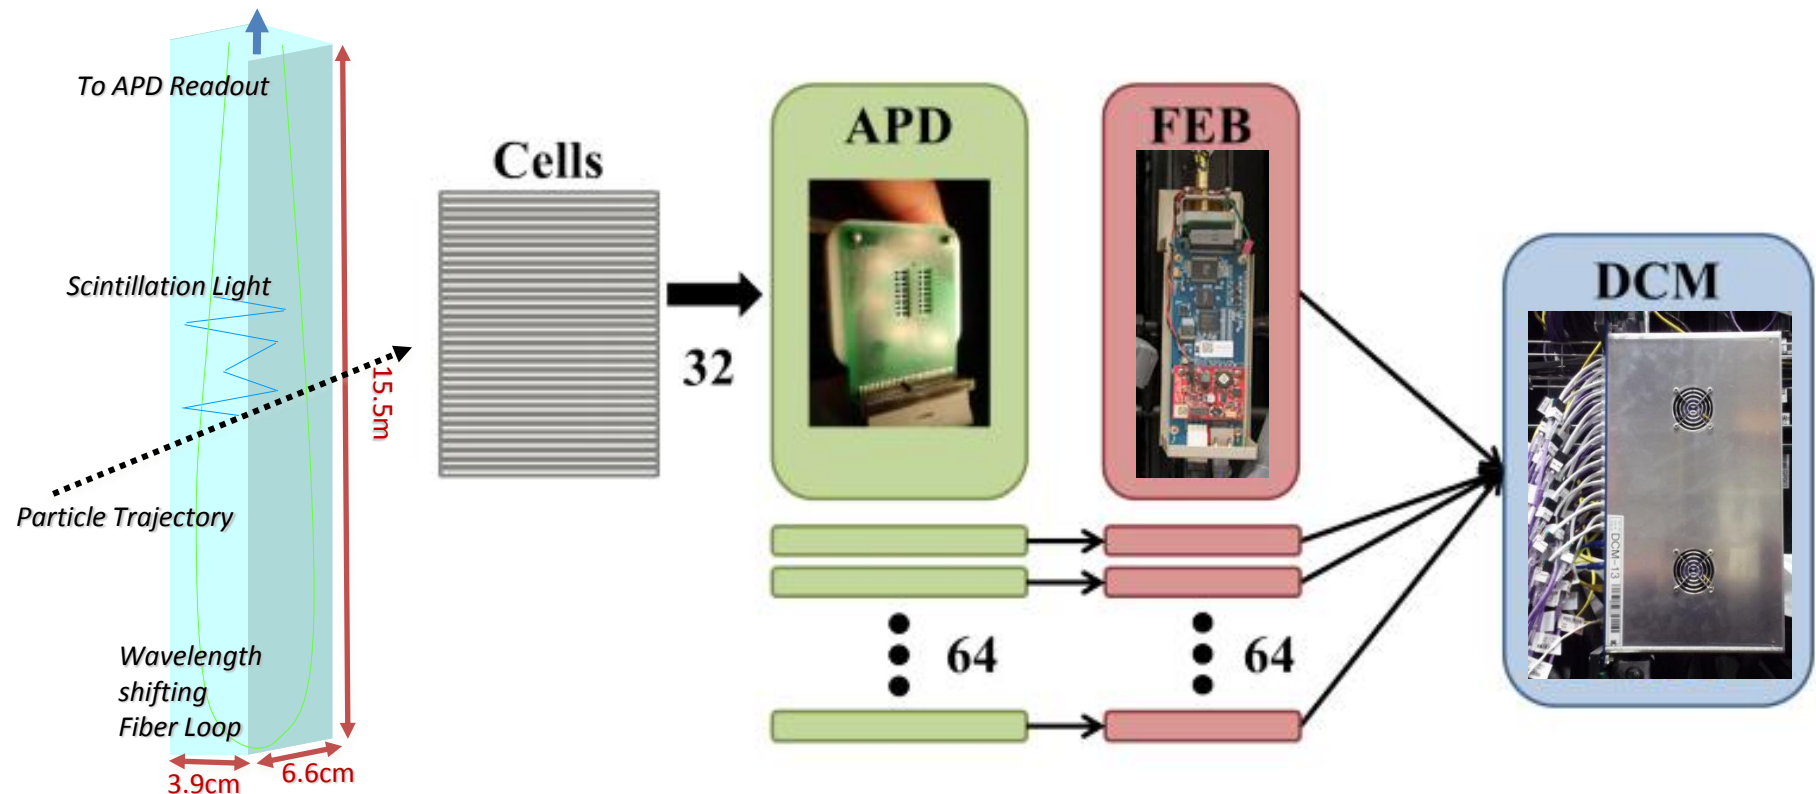 To APD Readout
Scintillation Light
Particle Trajectory
Wavelength
shifting
Fiber Loop
15.5m
3.9cm
6.6cm
Cells
32
APD
FEB
64
64
DCM
DCM-13